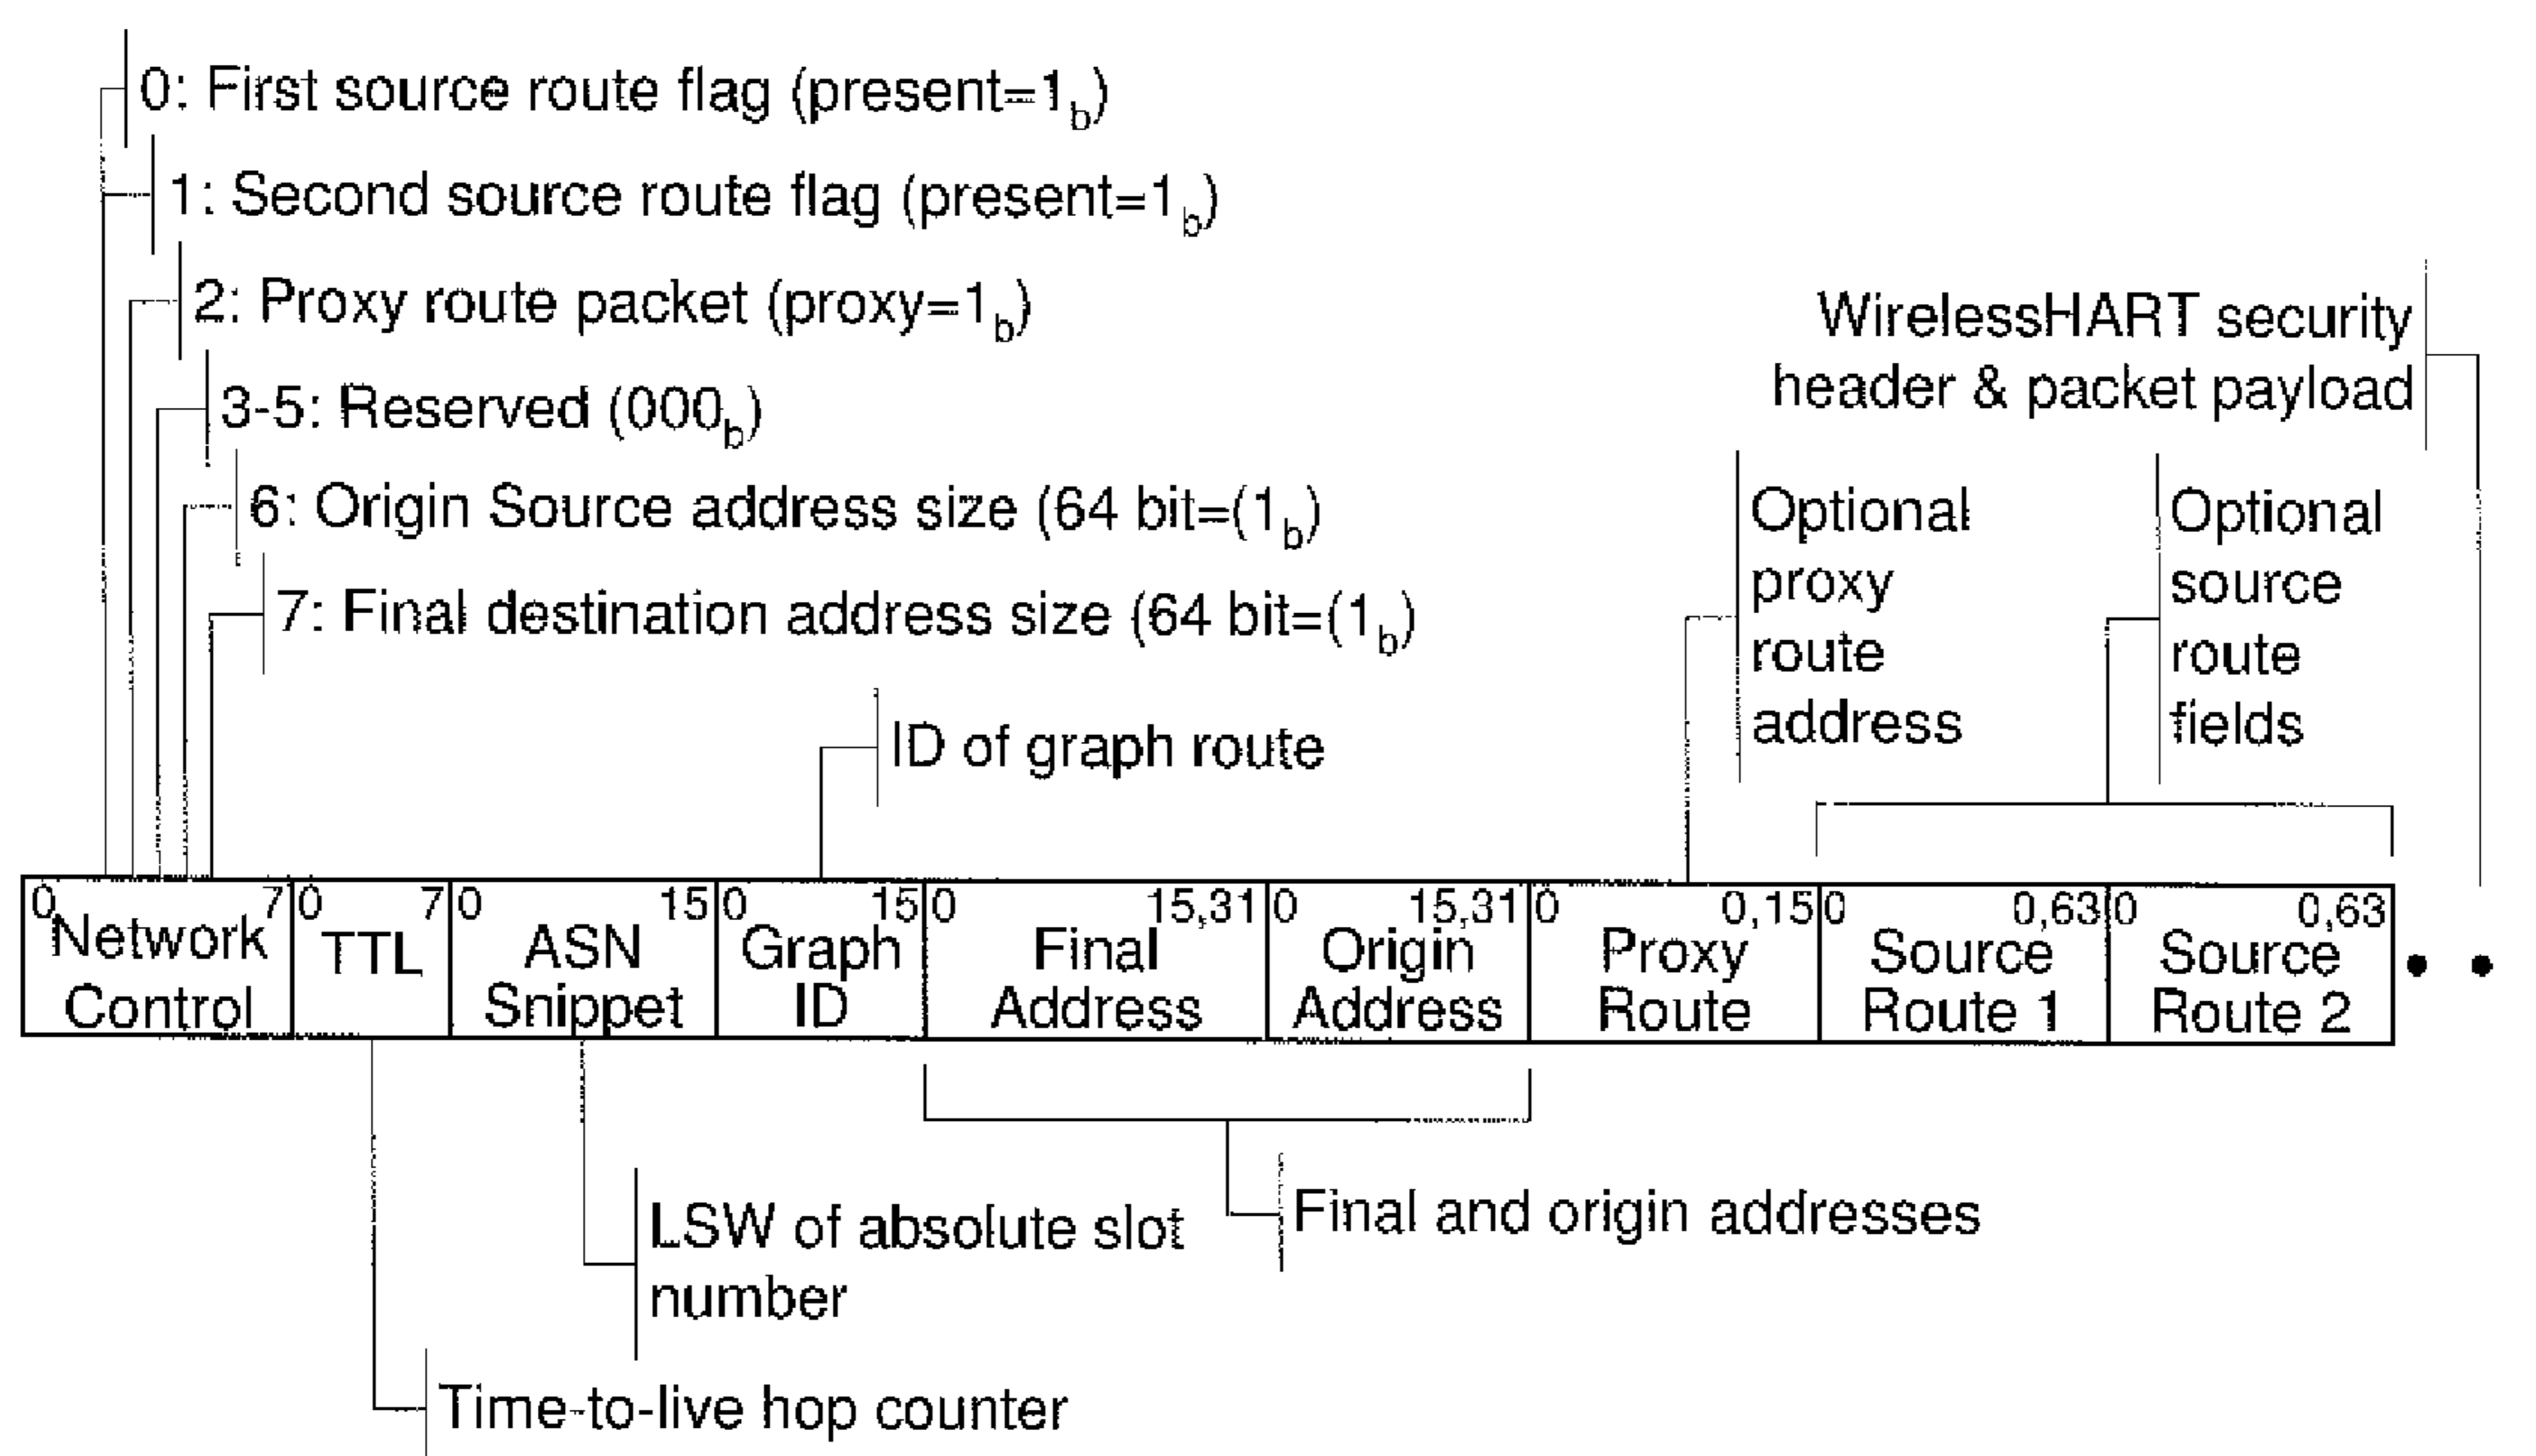 0: First source route flag (present=1b)
1: Second source route flag (present=1b)
2: Proxy route packet (proxy=1b)
3-5: Reserved (000b)
6: Origin Source address size (64 bit=(1b)
7: Final destination address size (64 bit=(1b)
WirelessHART security
header & packet payload
Optional
proxy
route
address
Optional
source
route
fields
ID of graph route
0 7 0 7 0 15 0 15 0 15,31 0 15,31 0 0,15 0 0,63 0 0,63
Network
Control
TTL
ASN
Snippet
Graph
ID
Final
Address
Origin
Address
Proxy
Route
Source
Route 1
Source
Route 2
Final and origin addresses
LSW of absolute slot
number
Time-to-live hop counter